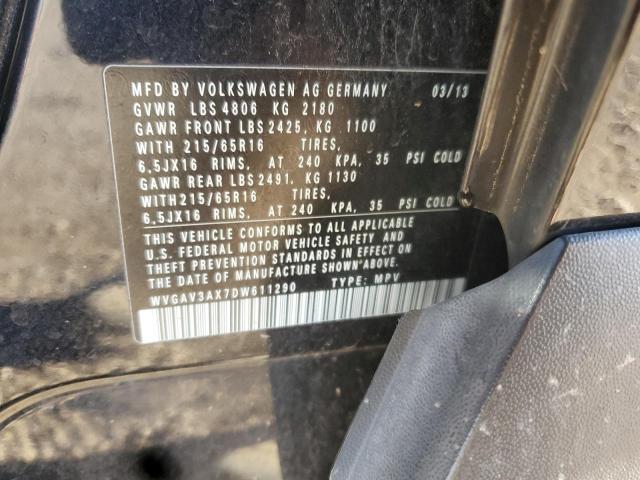 MFD BY VOLKSWAGEN AG GERMANY 03/13
GVWR LBS 4806 KG 2180
GAWR FRONT LBS 2425, KG 1100
WITH 215/65R16 TIRES,
6,5JX16 RIMS, AT 240 KPA, 35 PSI COLD
GAWR REAR LBS 2491, KG 1130
WITH215/65R16 TIRES,
6,5JX16 RIMS, AT 240 KPA, 35 PSI COLD
THIS VEHICLE CONFORMS TO ALL APPLICABLE
U.S. FEDERAL MOTOR VEHICLE SAFETY AND
THEFT PREVENTION STANDARDS IN EFFECT ON THE
DATE OF MANUFACTURE SHOWN ABOVE.
WVGAV3AX7DW611290 TYPE: MPV